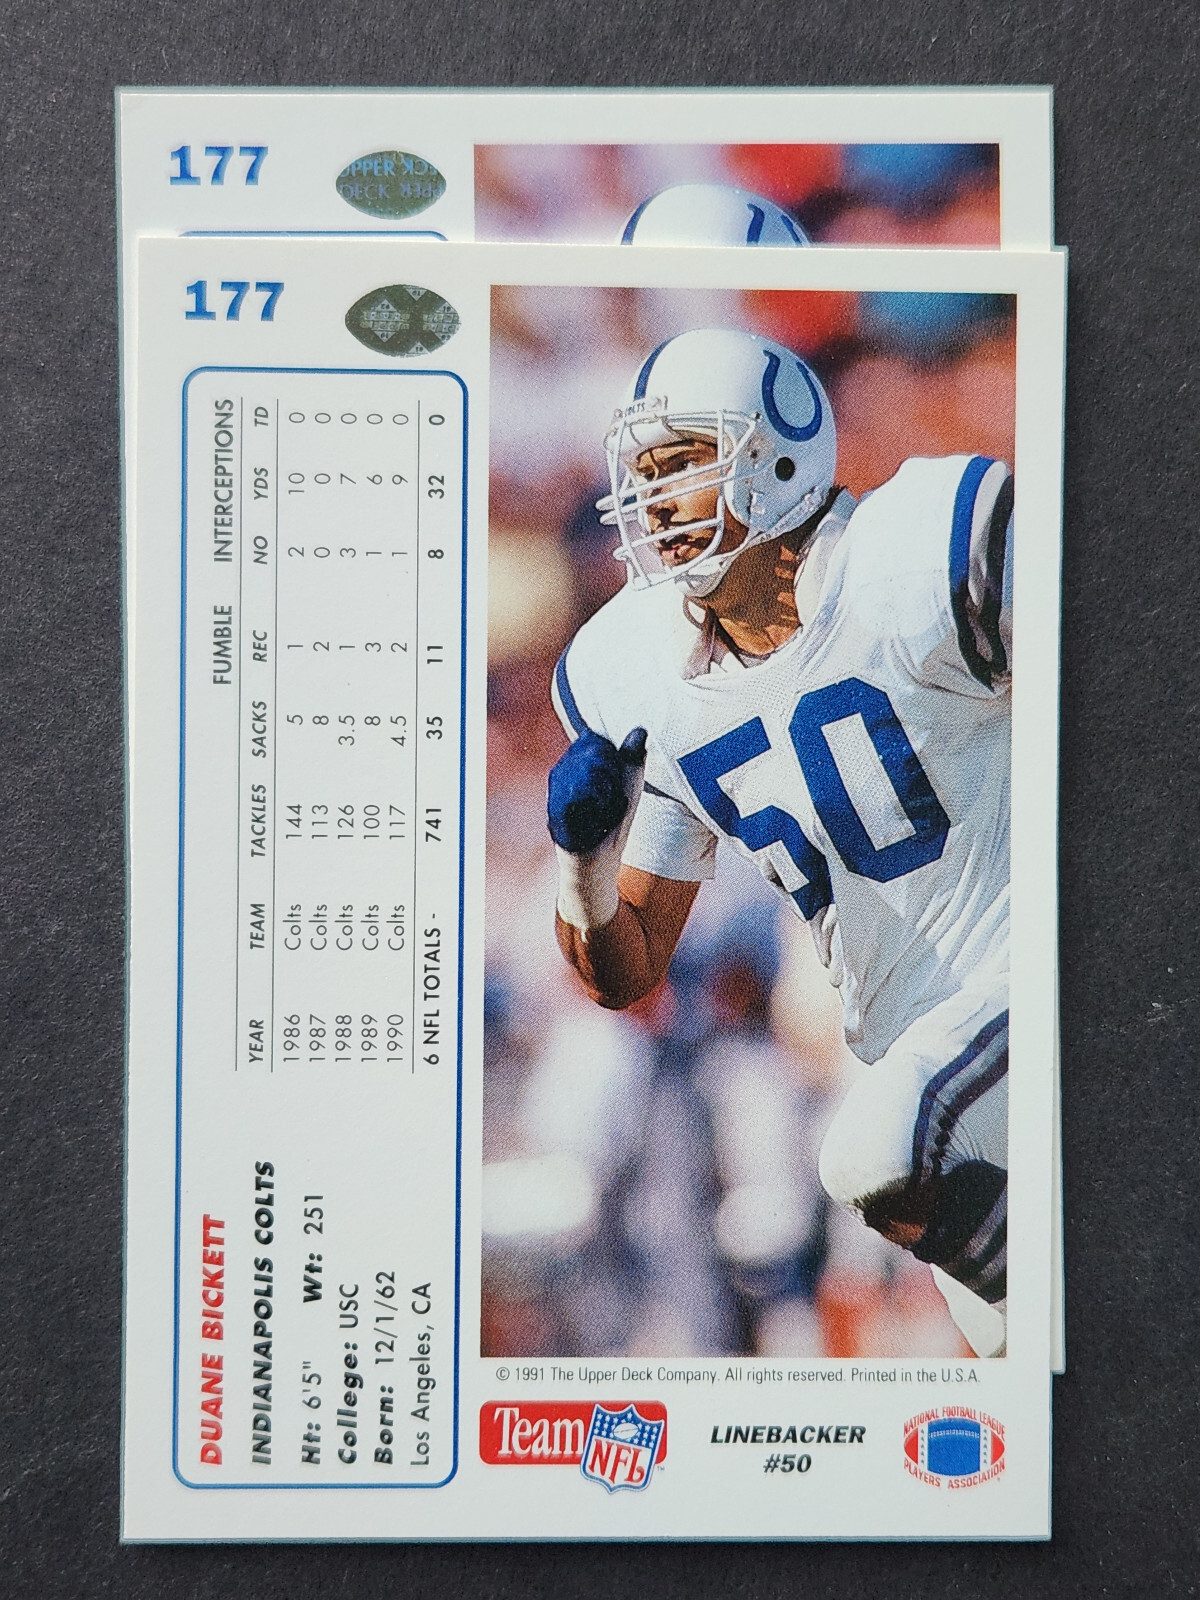 177
UPPER DECK
UPPER
DECK
177
DUANE BICKETT
INDIANAPOLIS COLTS
Ht: 6'5" Wt: 251
College: USC
Born: 12/1/62
Los Angeles, CA
FUMBLE INTERCEPTIONS
YEAR TEAM TACKLES SACKS REC NO YDS TD
1986 Colts 144 5 1 2 10 0
1987 Colts 113 8 2 0 0 0
1988 Colts 126 3.5 1 3 7 0
1989 Colts 100 8 3 1 6 0
1990 Colts 117 4.5 2 1 9 0
6 NFL TOTALS - 741 35 11 8 32 0
COLTS
50
© 1991 The Upper Deck Company. All rights reserved. Printed in the U.S.A.
Team NFL™
LINEBACKER
#50
NATIONAL FOOTBALL LEAGUE
PLAYERS ASSOCIATION